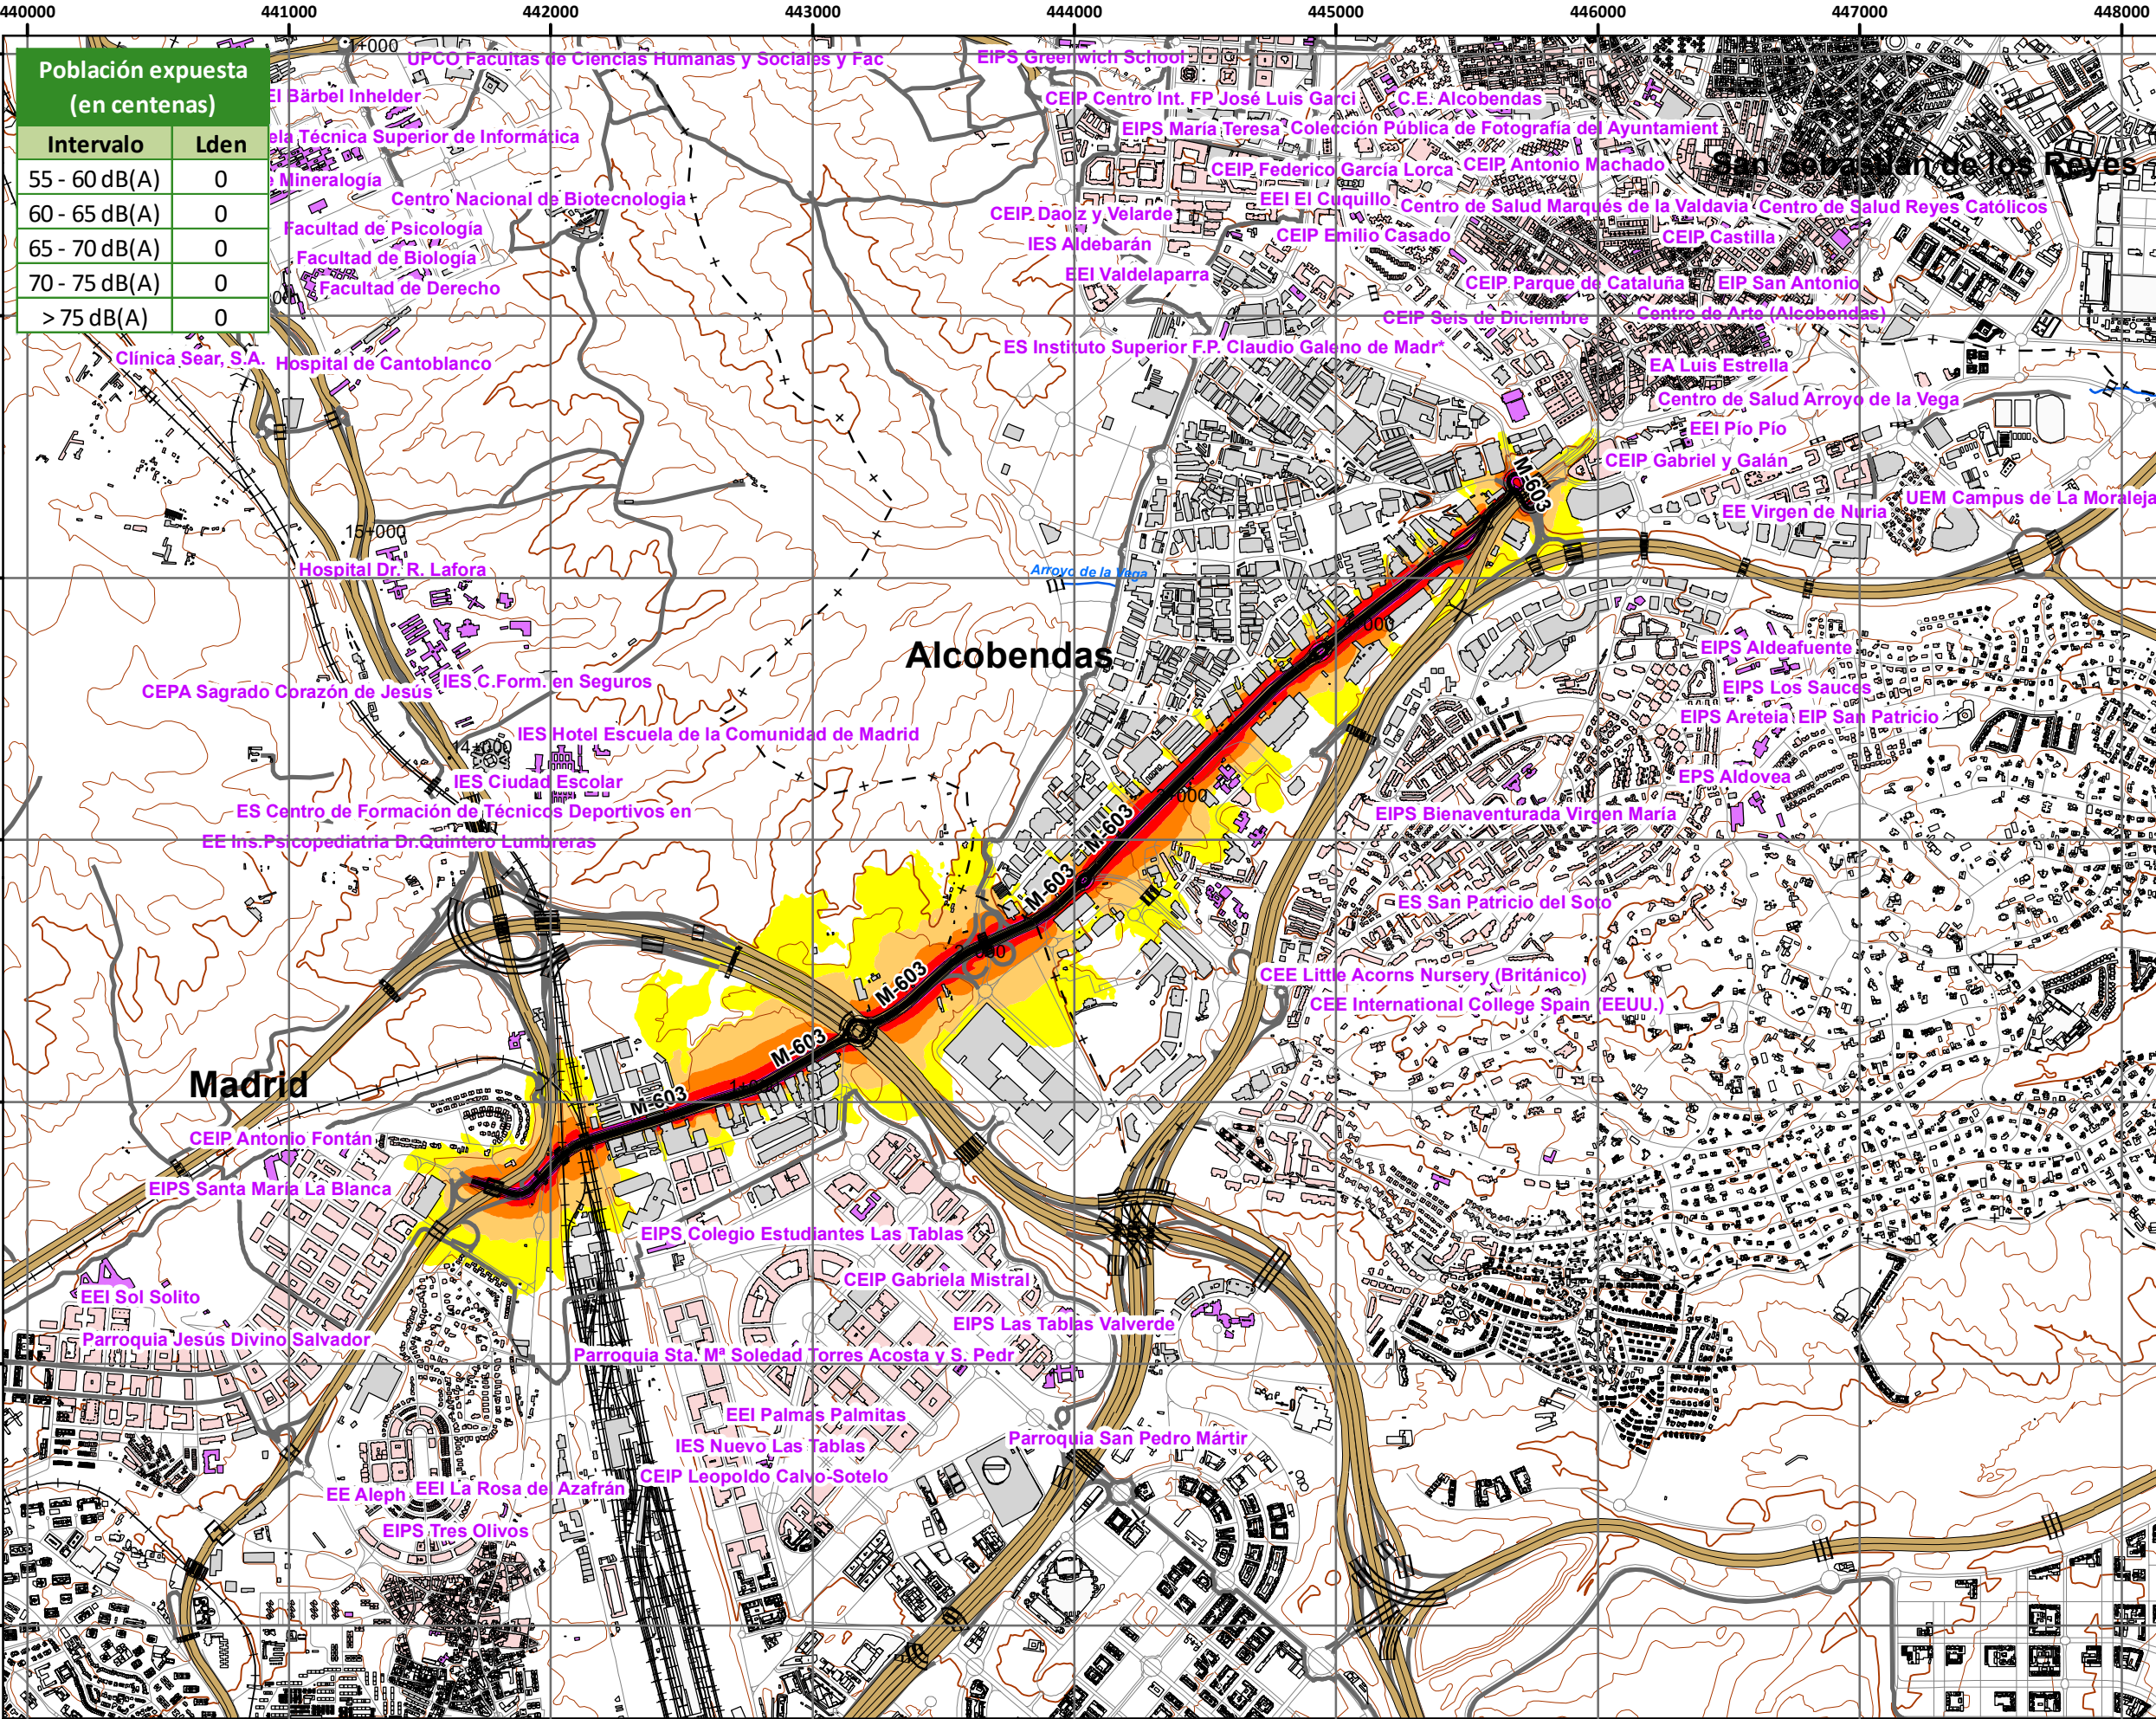 440000 441000 442000 443000 444000 445000 446000 447000 448000
Población expuesta
(en centenas)
Intervalo Lden
55 - 60 dB(A) 0
60 - 65 dB(A) 0
65 - 70 dB(A) 0
70 - 75 dB(A) 0
> 75 dB(A) 0
1+000
UPCO Facultas de Ciencias Humanas y Sociales y Fac
EIPS Greenwich School
EI Bärbel Inhelder
CEIP Centro Int. FP José Luis Garci
C.E. Alcobendas
ela Técnica Superior de Informática
EIPS María Teresa
Colección Pública de Fotografía del Ayuntamient
San Sebastián de los Reyes
CEIP Federico García Lorca
CEIP Antonio Machado
e Mineralogía
Centro Nacional de Biotecnologia
EEI El Cuquillo
Centro de Salud Marqués de la Valdavia
Centro de Salud Reyes Católicos
CEIP Daoiz y Velarde
Facultad de Psicología
CEIP Emilio Casado
CEIP Castilla
IES Aldebarán
Facultad de Biología
EEI Valdelaparra
Facultad de Derecho
CEIP Parque de Cataluña
EIP San Antonio
CEIP Seis de Diciembre
Centro de Arte (Alcobendas)
ES Instituto Superior F.P. Claudio Galeno de Madr*
Clínica Sear, S.A.
Hospital de Cantoblanco
EA Luis Estrella
Centro de Salud Arroyo de la Vega
EEI Pío Pío
CEIP Gabriel y Galán
M-603
UEM Campus de La Moraleja
EE Virgen de Nuria
15+000
Hospital Dr. R. Lafora
Arroyo de la Vega
Alcobendas
EIPS Aldeafuente
IES C.Form. en Seguros
CEPA Sagrado Corazón de Jesús
EIPS Los Sauces
EIPS Areteia
EIP San Patricio
IES Hotel Escuela de la Comunidad de Madrid
14+000
IES Ciudad Escolar
EPS Aldovea
ES Centro de Formación de Técnicos Deportivos en
EIPS Bienaventurada Virgen María
M-603
EE Ins.Psicopediatria Dr.Quintero Lumbreras
M-603
ES San Patricio del Soto
M-603
CEE Little Acorns Nursery (Británico)
CEE International College Spain (EEUU.)
M-603
Madrid
1+000
M-603
CEIP Antonio Fontán
EIPS Santa María La Blanca
EIPS Colegio Estudiantes Las Tablas
CEIP Gabriela Mistral
EEI Sol Solito
EIPS Las Tablas Valverde
Parroquia Jesús Divino Salvador
Parroquia Sta. Mª Soledad Torres Acosta y S. Pedr
EEI Palmas Palmitas
Parroquia San Pedro Mártir
IES Nuevo Las Tablas
CEIP Leopoldo Calvo-Sotelo
EE Aleph
EEI La Rosa del Azafrán
EIPS Tres Olivos